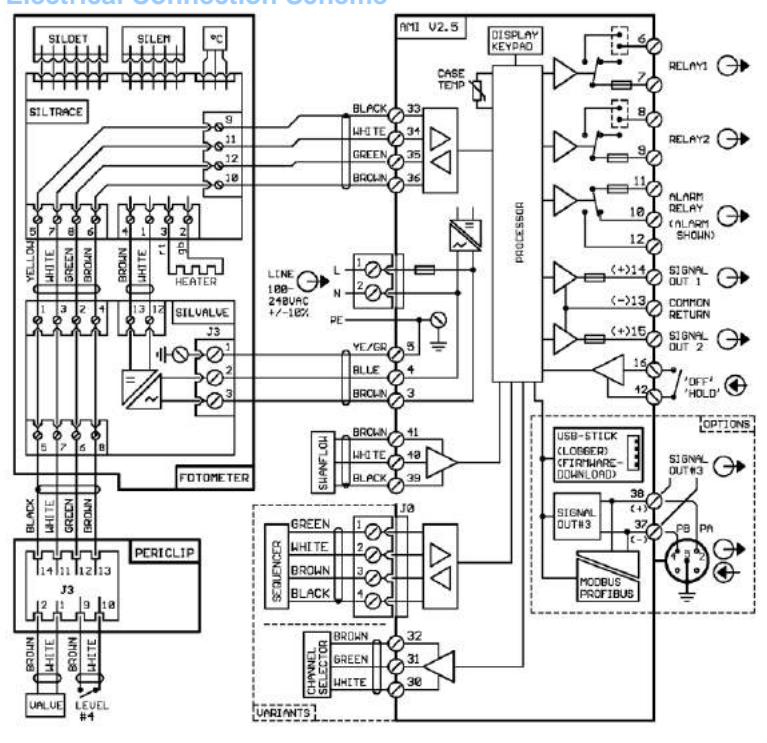 Electrical Connection Scheme
SILDET
SILEM
°C
SILTRACE
9
11
12
10
5 7 8 6
4 1 3 2
YELLOW
WHITE
GREEN
BROWN
BROWN
WHITE
rt
gb
HEATER
1 3 2 4
13 12
SILVALVE
J3
1
2
3
5 7 6 8
FOTOMETER
BLACK
WHITE
GREEN
BROWN
PERICLIP
14 11 12 13
J3
2 1 9 10
BROWN
WHITE
BROWN
WHITE
VALVE
LEVEL
#4
AMI V2.5
DISPLAY
KEYPAD
CASE
TEMP
BLACK 33
WHITE 34
GREEN 35
BROWN 36
PROCESSOR
LINE
100-
240VAC
+/-10%
L 1
N 2
PE
YE/GR 5
BLUE 4
BROWN 3
SWANFLOW
BROWN 41
WHITE 40
BLACK 39
J0
SEQUENCER
GREEN 1
WHITE 2
BROWN 3
BLACK 4
CHANNEL
SELECTOR
BROWN 32
GREEN 31
WHITE 30
VARIANTS
6
7
RELAY1
8
9
RELAY2
11
10
12
ALARM
RELAY
(ALARM
SHOWN)
(+)14
SIGNAL
OUT 1
(-)13
COMMON
RETURN
(+)15
SIGNAL
OUT 2
16
42
'OFF'
'HOLD'
OPTIONS
USB-STICK
(LOGGER)
(FIRMWARE-
DOWNLOAD)
SIGNAL
OUT#3
38
(+)
37
(-)
SIGNAL
OUT#3
PB PA
MODBUS
PROFIBUS